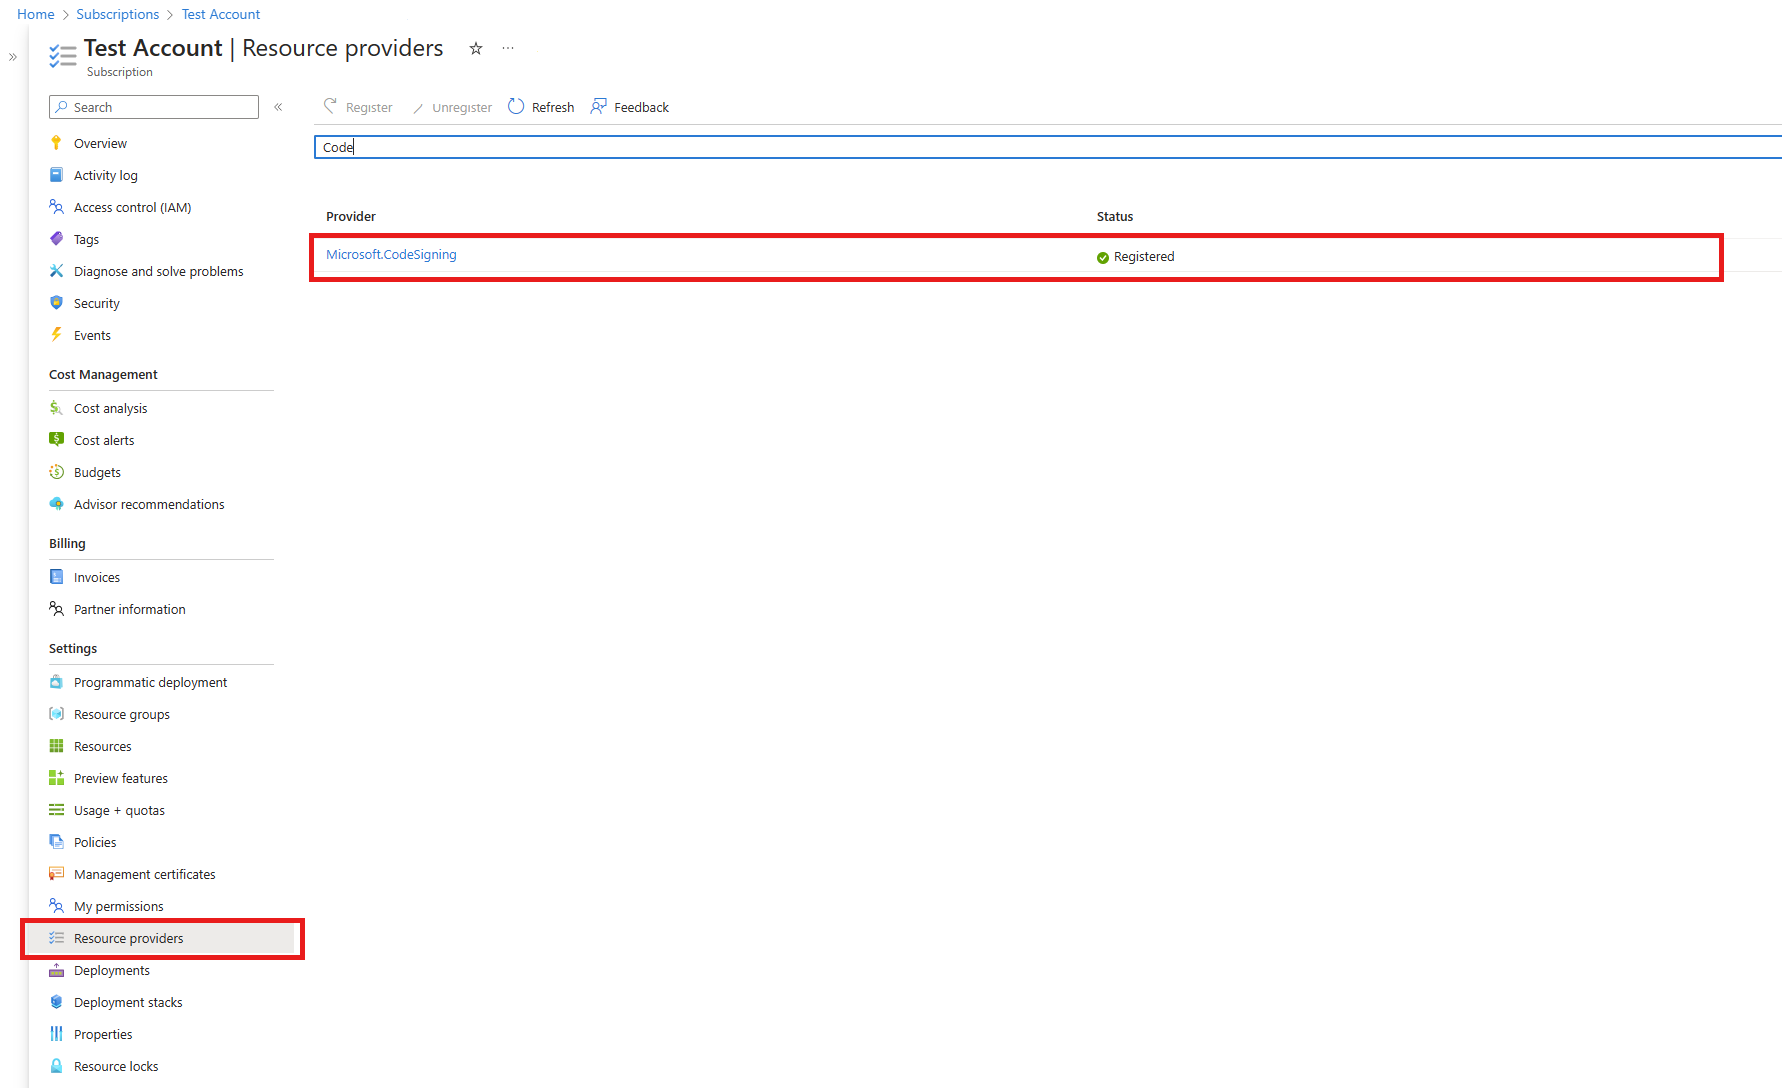 Home > Subscriptions > Test Account
Test Account | Resource providers
Subscription
Search
Register Unregister Refresh Feedback
Code
Overview
Activity log
Access control (IAM)
Tags
Diagnose and solve problems
Security
Events
Cost Management
Cost analysis
Cost alerts
Budgets
Advisor recommendations
Billing
Invoices
Partner information
Settings
Programmatic deployment
Resource groups
Resources
Preview features
Usage + quotas
Policies
Management certificates
My permissions
Resource providers
Deployments
Deployment stacks
Properties
Resource locks
Provider Status
Microsoft.CodeSigning Registered